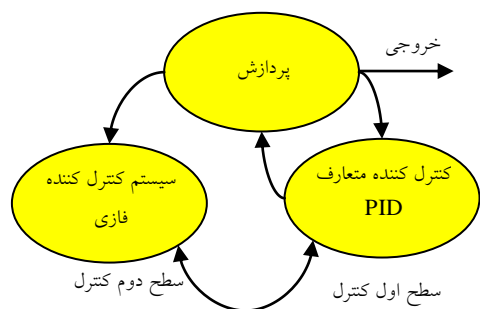 خروجی
پردازش
سیستم کنترل کننده
فازی
کنترل کننده متعارف
PID
سطح دوم کنترل
سطح اول کنترل